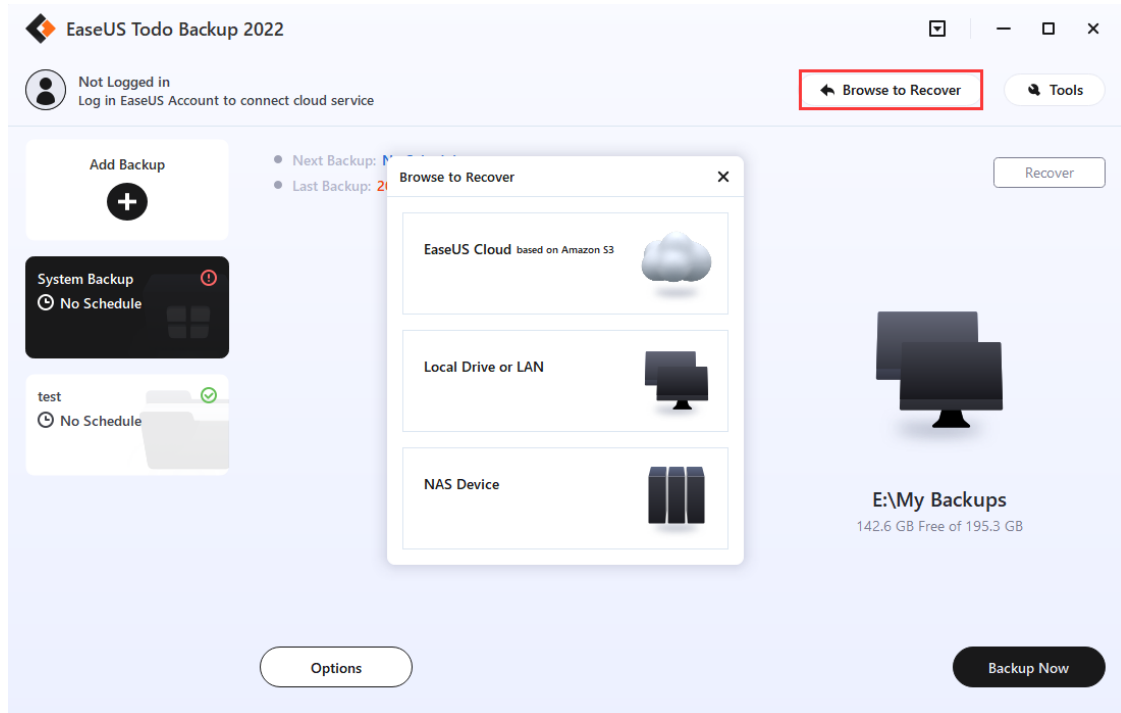 EaseUS Todo Backup 2022
Not Logged in
Log in EaseUS Account to connect cloud service
Browse to Recover
Tools
Add Backup
System Backup
No Schedule
test
No Schedule
Next Backup:
Last Backup:
Recover
Browse to Recover
EaseUS Cloud based on Amazon S3
Local Drive or LAN
NAS Device
E:\My Backups
142.6 GB Free of 195.3 GB
Options
Backup Now